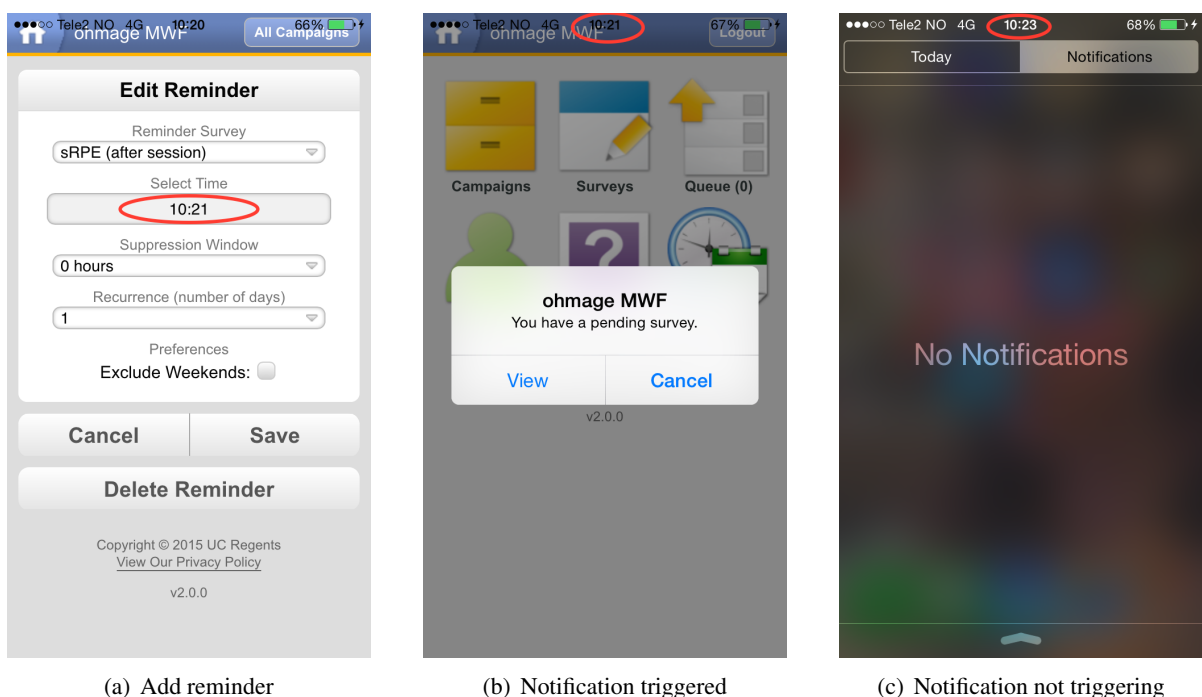 ●●●○○ Tele2 NO 4G 10:20 66%
ohmage MWF All Campaigns
Edit Reminder
Reminder Survey
sRPE (after session)
Select Time
10:21
Suppression Window
0 hours
Recurrence (number of days)
1
Preferences
Exclude Weekends:
Cancel Save
Delete Reminder
Copyright © 2015 UC Regents
View Our Privacy Policy
v2.0.0
(a) Add reminder
●●●●○ Tele2 NO 4G 10:21 67%
ohmage MWF Logout
Campaigns Surveys Queue (0)
ohmage MWF
You have a pending survey.
View Cancel
v2.0.0
(b) Notification triggered
●●●○○ Tele2 NO 4G 10:23 68%
Today Notifications
No Notifications
(c) Notification not triggering